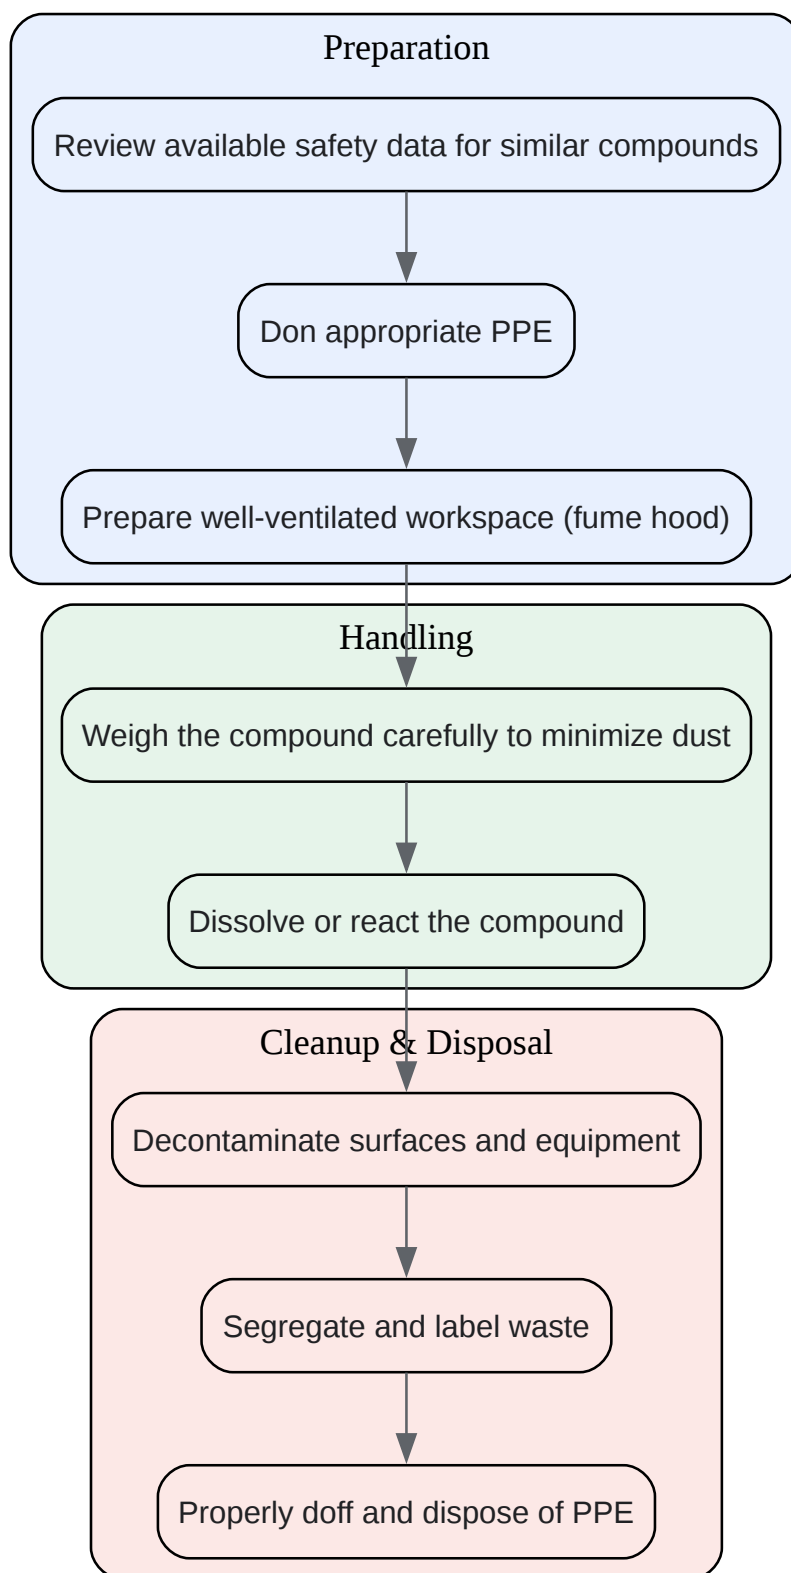 Preparation
Review available safety data for similar compounds
Don appropriate PPE
Prepare well-ventilated workspace (fume hood)
Handling
Weigh the compound carefully to minimize dust
Dissolve or react the compound
Cleanup & Disposal
Decontaminate surfaces and equipment
Segregate and label waste
Properly doff and dispose of PPE